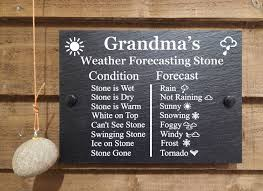 Grandma's
Weather Forecasting Stone
Condition Forecast
Stone is Wet Rain
Stone is Dry Not Raining
Stone is Warm Sunny
White on Top Snowing
Can't See Stone Foggy
Swinging Stone Windy
Ice on Stone Frost
Stone Gone Tornado